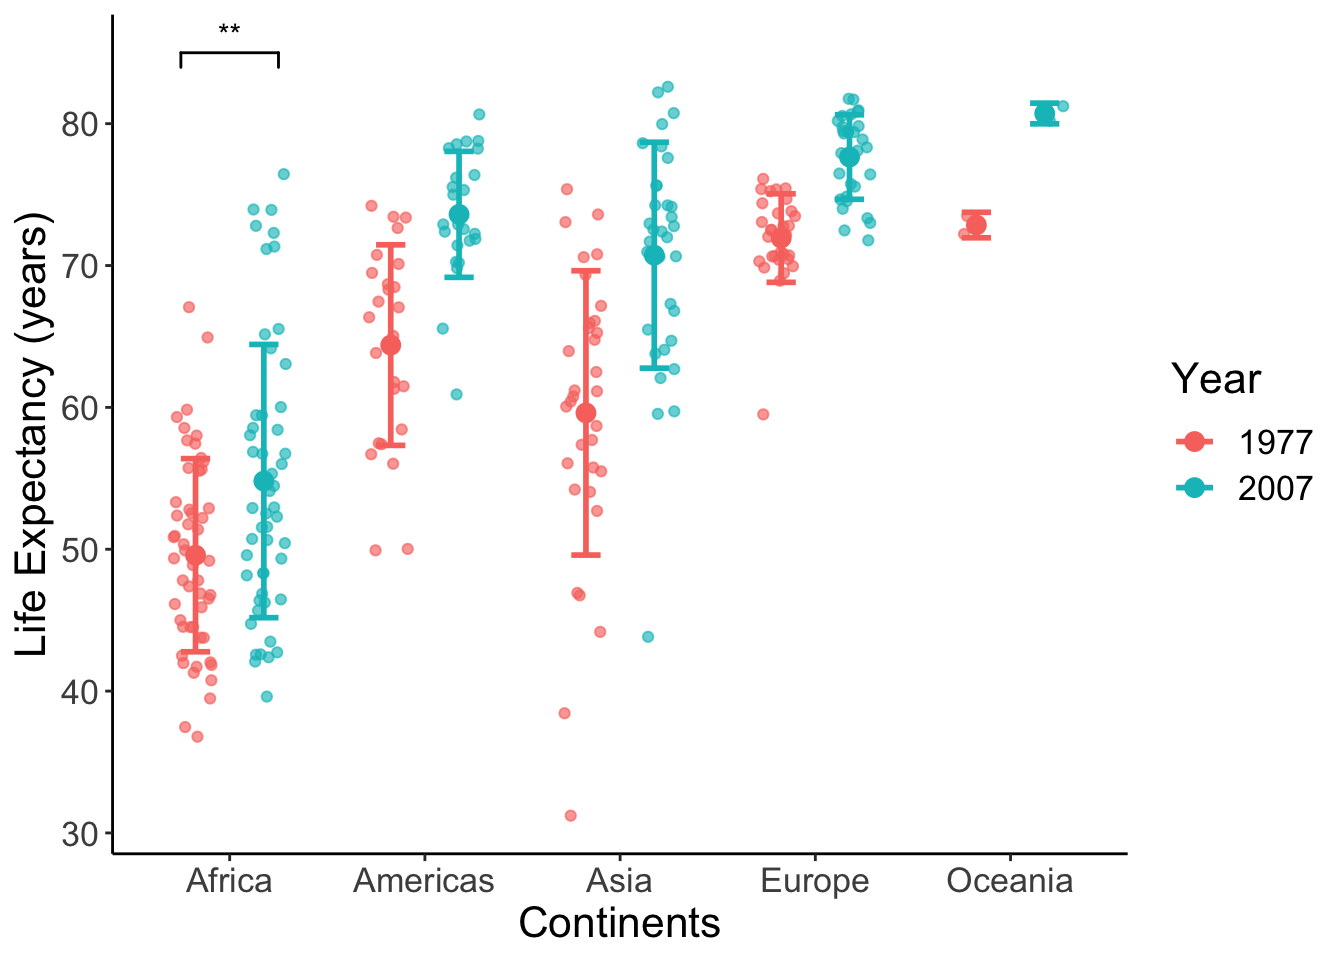 **
80
70
60
50
40
30
Life Expectancy (years)
Africa
Americas
Asia
Europe
Oceania
Continents
Year
1977
2007